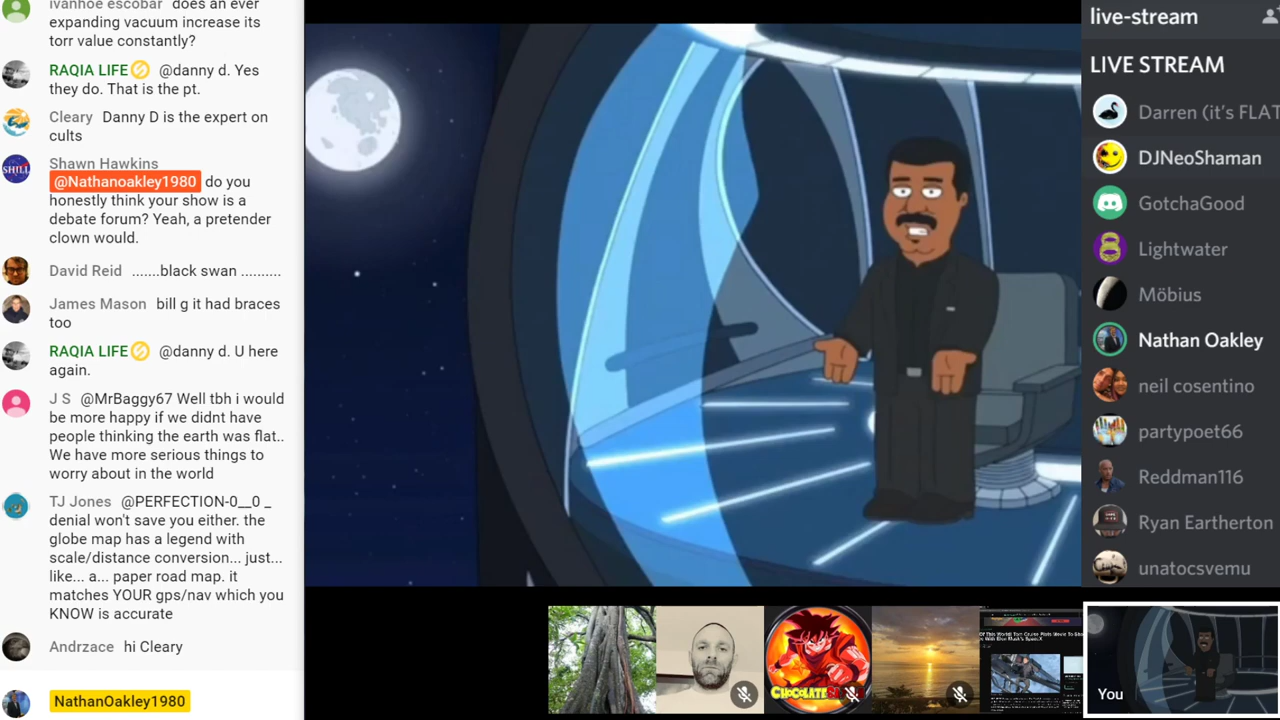 ivanhoe escobar does an ever
expanding vacuum increase its
torr value constantly?
RAQIA LIFE @danny d. Yes
they do. That is the pt.
Cleary Danny D is the expert on
cults
Shawn Hawkins
@Nathanoakley1980 do you
honestly think your show is a
debate forum? Yeah, a pretender
clown would.
David Reid .......black swan ..........
James Mason bill g it had braces
too
RAQIA LIFE @danny d. U here
again.
J S @MrBaggy67 Well tbh i would
be more happy if we didnt have
people thinking the earth was flat..
We have more serious things to
worry about in the world
TJ Jones @PERFECTION-0__0 _
denial won't save you either. the
globe map has a legend with
scale/distance conversion... just...
like... a... paper road map. it
matches YOUR gps/nav which you
KNOW is accurate
Andrzace hi Cleary
NathanOakley1980
SHILL
live-stream
LIVE STREAM
Darren (it's FLAT
DJNeoShaman
GotchaGood
Lightwater
Möbius
Nathan Oakley
neil cosentino
partypoet66
Reddman116
Ryan Eartherton
unatocsvemu
You